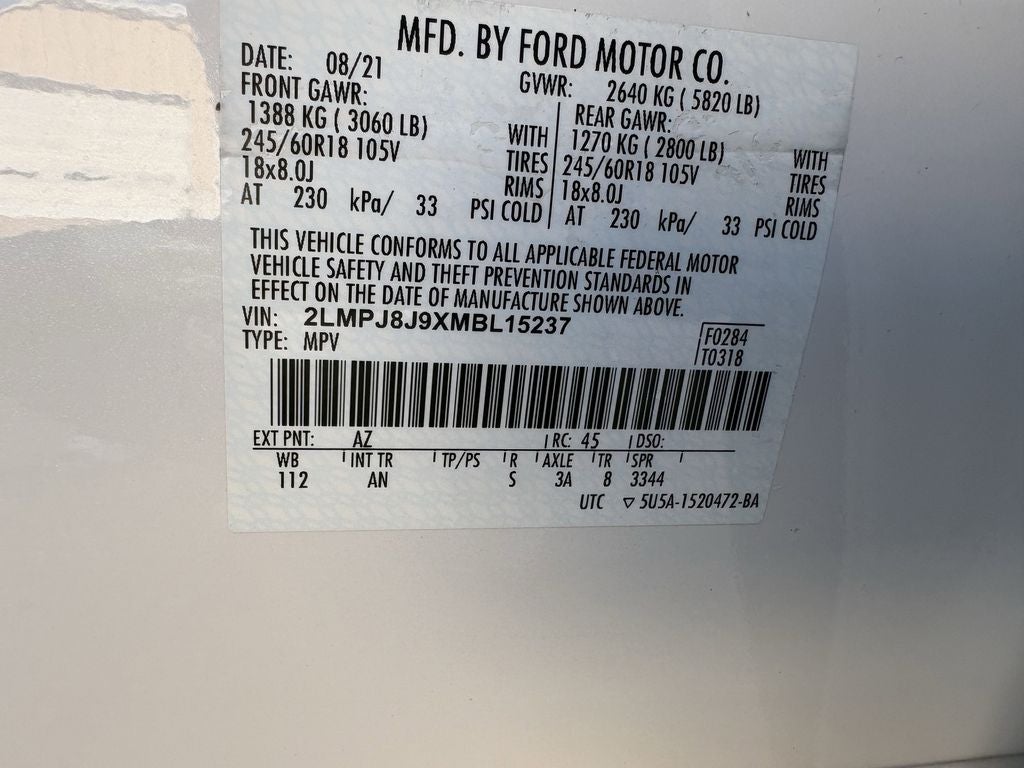 MFD. BY FORD MOTOR CO.
DATE: 08/21 GVWR: 2640 KG ( 5820 LB)
FRONT GAWR: REAR GAWR:
1388 KG ( 3060 LB) WITH 1270 KG ( 2800 LB) WITH
245/60R18 105V TIRES 245/60R18 105V TIRES
18x8.0J RIMS 18x8.0J RIMS
AT 230 kPa/ 33 PSI COLD AT 230 kPa/ 33 PSI COLD
THIS VEHICLE CONFORMS TO ALL APPLICABLE FEDERAL MOTOR
VEHICLE SAFETY AND THEFT PREVENTION STANDARDS IN
EFFECT ON THE DATE OF MANUFACTURE SHOWN ABOVE.
VIN: 2LMPJ8J9XMBL15237
TYPE: MPV
F0284
T0318
EXT PNT: AZ RC: 45 DSO:
WB INT TR TP/PS R AXLE TR SPR
112 AN S 3A 8 3344
UTC ▽ 5U5A-1520472-BA